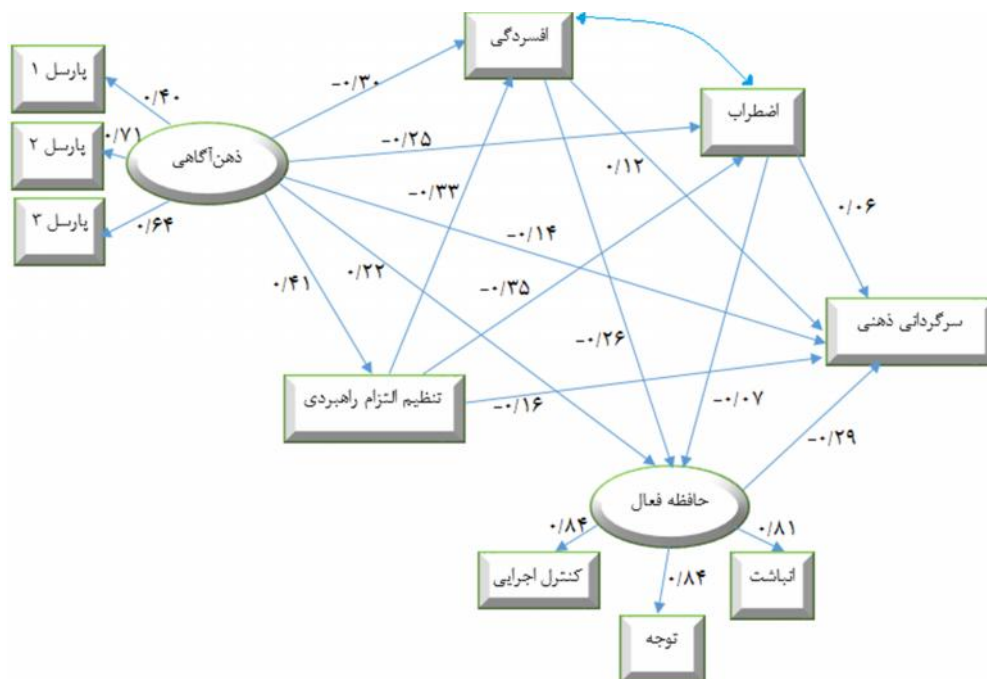 افسردگی
پارسل ۱
-۰/۳۰
۰/۴۰
اضطراب
پارسل ۲
۰/۷۱
ذهن‌آگاهی
-۰/۲۵
۰/۱۲
-۰/۳۳
پارسل ۳
۰/۶۴
۰/۰۶
-۰/۱۴
۰/۴۱
۰/۲۲
-۰/۳۵
سرگردانی ذهنی
-۰/۲۶
تنظیم التزام راهبردی
-۰/۱۶
-۰/۰۷
-۰/۲۹
حافظه فعال
۰/۸۴
۰/۸۱
کنترل اجرایی
۰/۸۴
انباشت
توجه